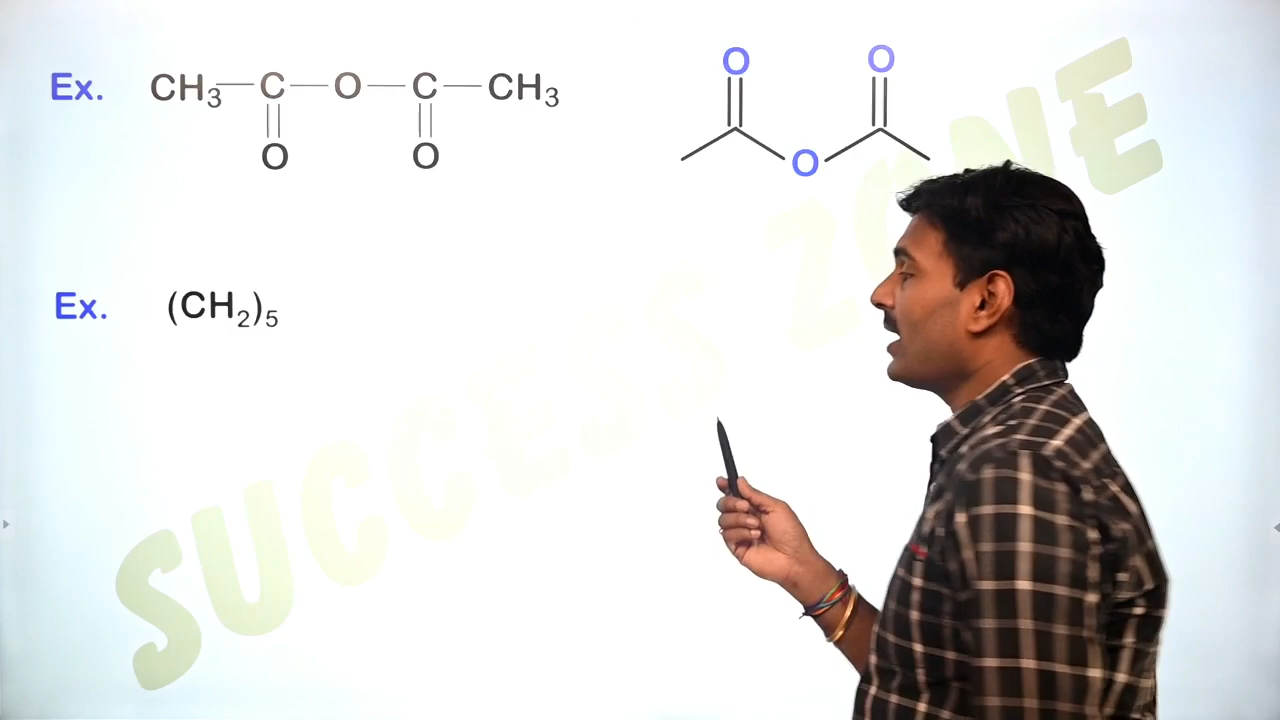 Ex. CH₃—C—O—C—CH₃
O O
O O
O
Ex. (CH₂)₅
SUCCESS ZONE